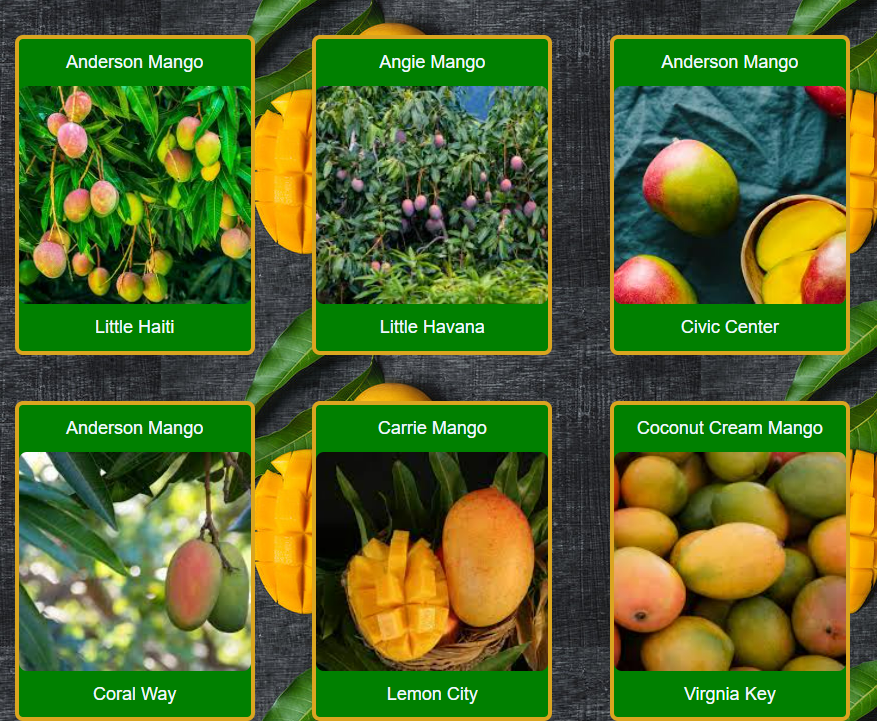 Anderson Mango
Angie Mango
Anderson Mango
Little Haiti
Little Havana
Civic Center
Anderson Mango
Carrie Mango
Coconut Cream Mango
Coral Way
Lemon City
Virgnia Key